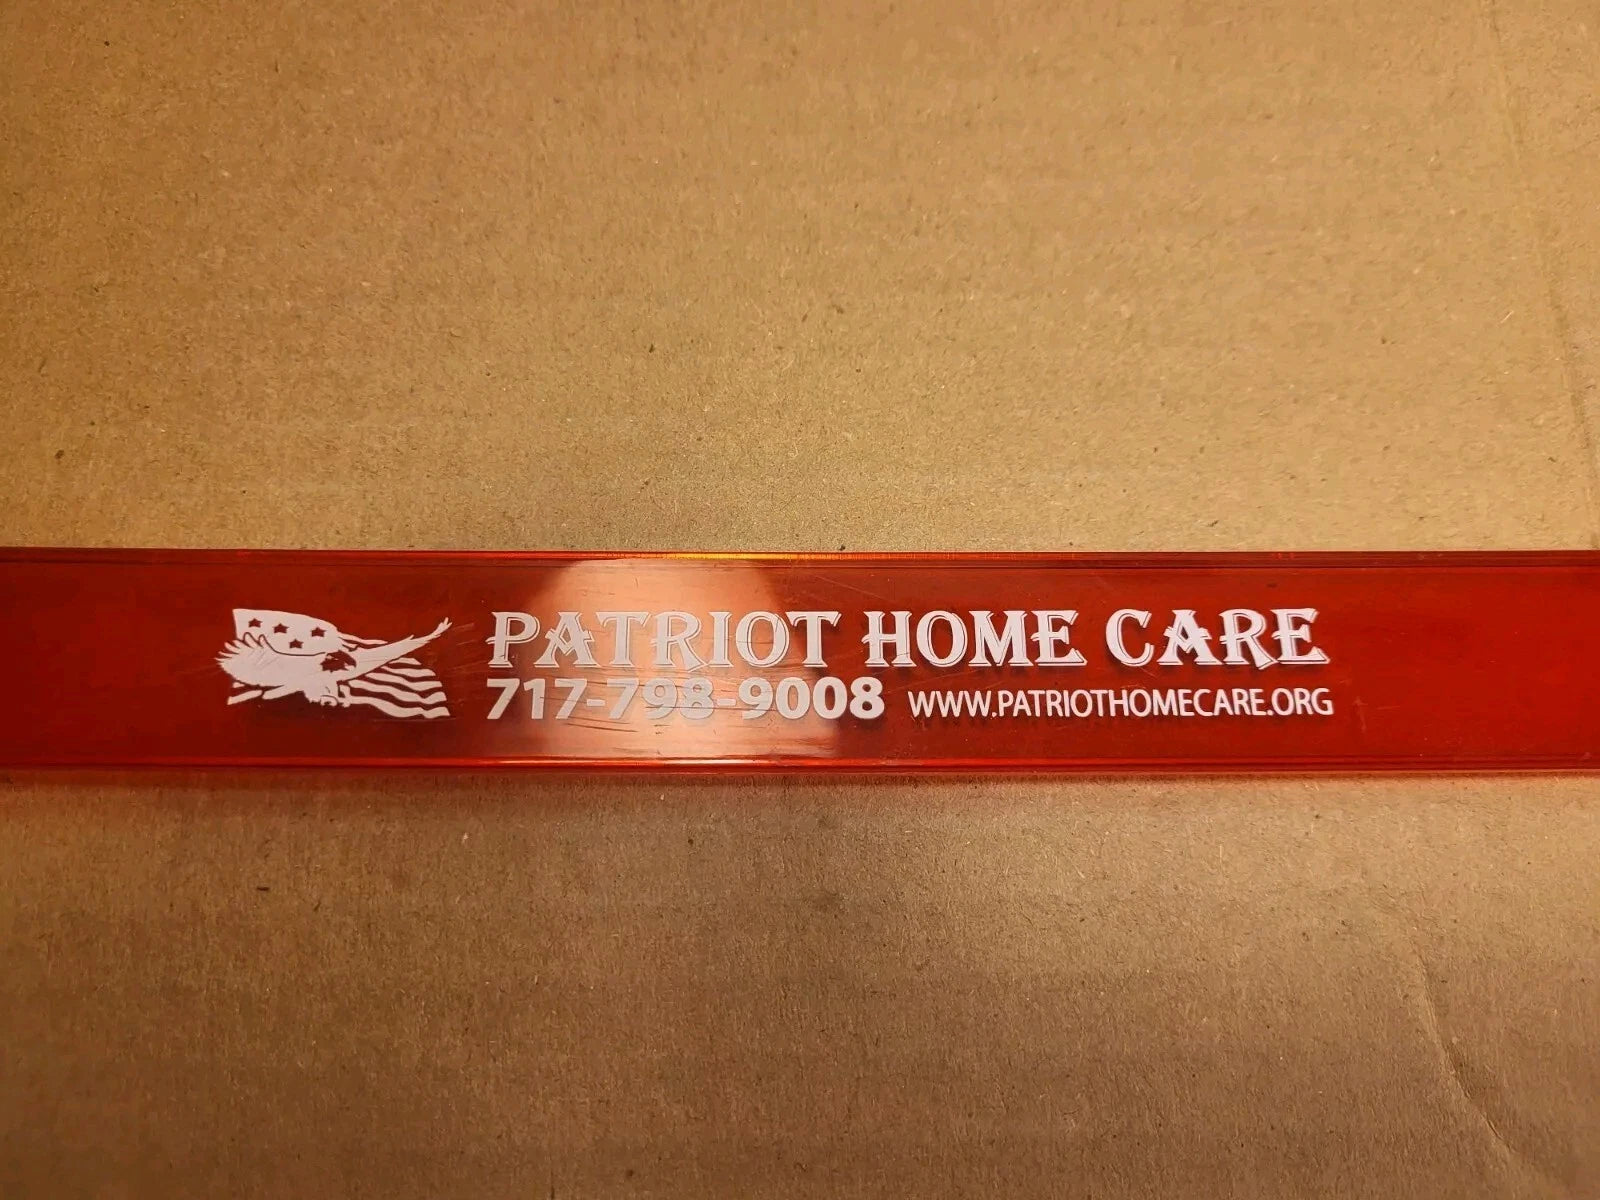 PATRIOT HOME CARE
717-798-9008 WWW.PATRIOTHOMECARE.ORG